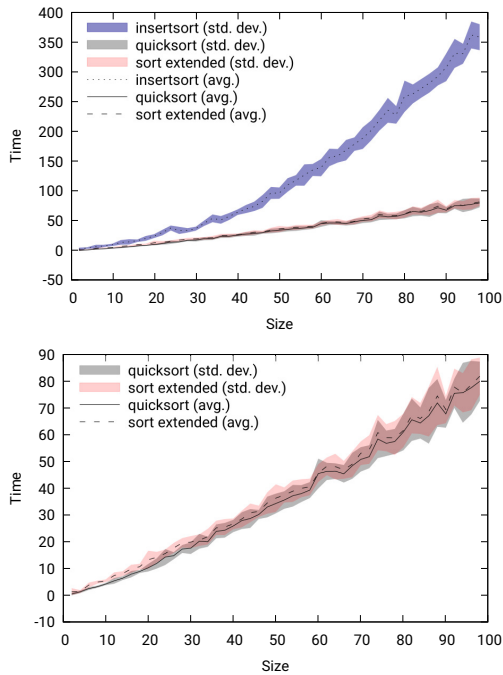 400
350
300
250
200
150
100
50
0
-50
Time
insertsort (std. dev.)
quicksort (std. dev.)
sort extended (std. dev.)
insertsort (avg.)
quicksort (avg.)
sort extended (avg.)
0 10 20 30 40 50 60 70 80 90 100
Size
90
80
70
60
50
40
30
20
10
0
-10
Time
quicksort (std. dev.)
sort extended (std. dev.)
quicksort (avg.)
sort extended (avg.)
0 10 20 30 40 50 60 70 80 90 100
Size